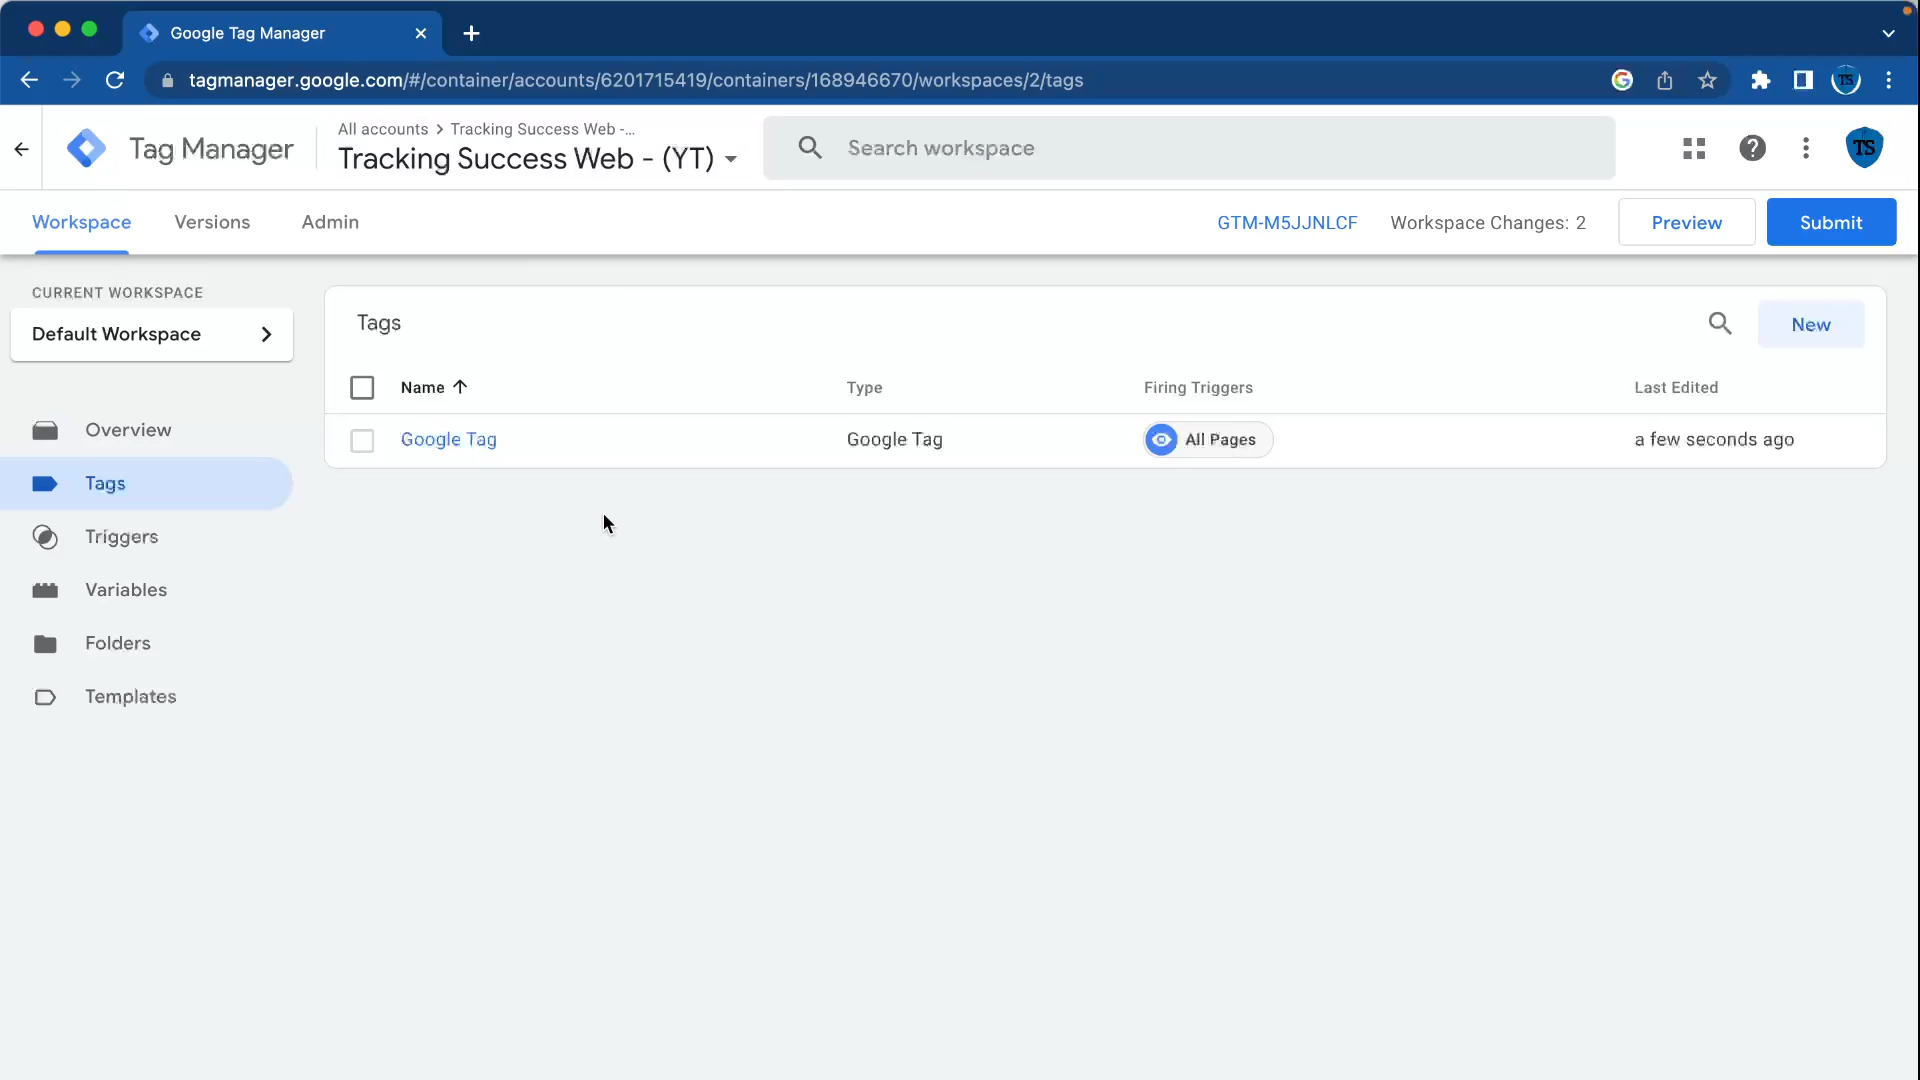 Google Tag Manager
tagmanager.google.com/#/container/accounts/6201715419/containers/168946670/workspaces/2/tags
TS
Tag Manager
All accounts > Tracking Success Web -...
Tracking Success Web - (YT)
Search workspace
TS
Workspace
Versions
Admin
GTM-M5JJNLCF
Workspace Changes: 2
Preview
Submit
CURRENT WORKSPACE
Default Workspace
Overview
Tags
Triggers
Variables
Folders
Templates
Tags
New
Name
Type
Firing Triggers
Last Edited
Google Tag
Google Tag
All Pages
a few seconds ago